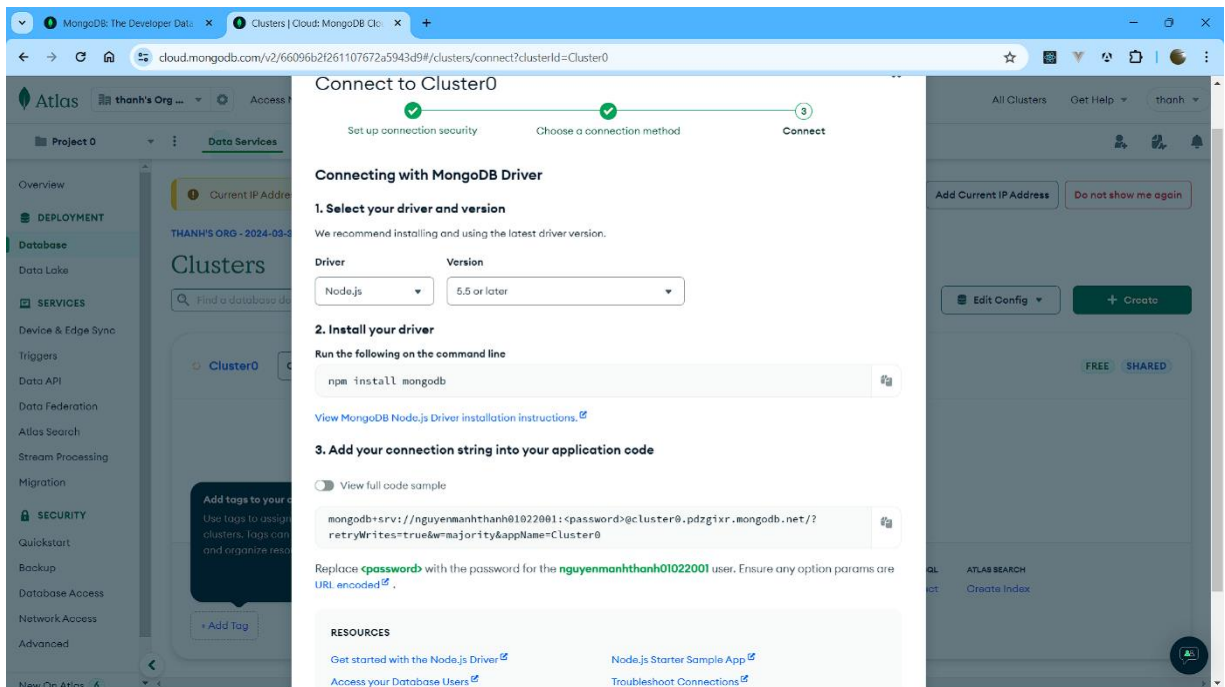 MongoDB: The Developer Data
Clusters | Cloud: MongoDB Clo
cloud.mongodb.com/v2/66096b2f261107672a5943d9#/clusters/connect?clusterId=Cluster0
Atlas
thanh's Org ...
Access
All Clusters
Get Help
thanh
Project 0
Data Services
Overview
DEPLOYMENT
Database
Data Lake
SERVICES
Device & Edge Sync
Triggers
Data API
Data Federation
Atlas Search
Stream Processing
Migration
SECURITY
Quickstart
Backup
Database Access
Network Access
Advanced
New On Atlas 6
Current IP Addre
Add Current IP Address
Do not show me again
THANH'S ORG - 2024-03-3
Clusters
Find a database de
Edit Config
+ Create
Cluster0
FREE SHARED
Add tags to your c
Use tags to assign
clusters. Tags can
and organize reso
+ Add Tag
ATLAS SEARCH
Create Index
Connect to Cluster0
Set up connection security
Choose a connection method
3
Connect
Connecting with MongoDB Driver
1. Select your driver and version
We recommend installing and using the latest driver version.
Driver
Version
Node.js
5.5 or later
2. Install your driver
Run the following on the command line
npm install mongodb
View MongoDB Node.js Driver installation instructions.
3. Add your connection string into your application code
View full code sample
mongodb+srv://nguyenmanhthanh01022001:<password>@cluster0.pdzgixr.mongodb.net/?
retryWrites=true&w=majority&appName=Cluster0
Replace <password> with the password for the nguyenmanhthanh01022001 user. Ensure any option params are
URL encoded .
RESOURCES
Get started with the Node.js Driver
Node.js Starter Sample App
Access your Database Users
Troubleshoot Connections